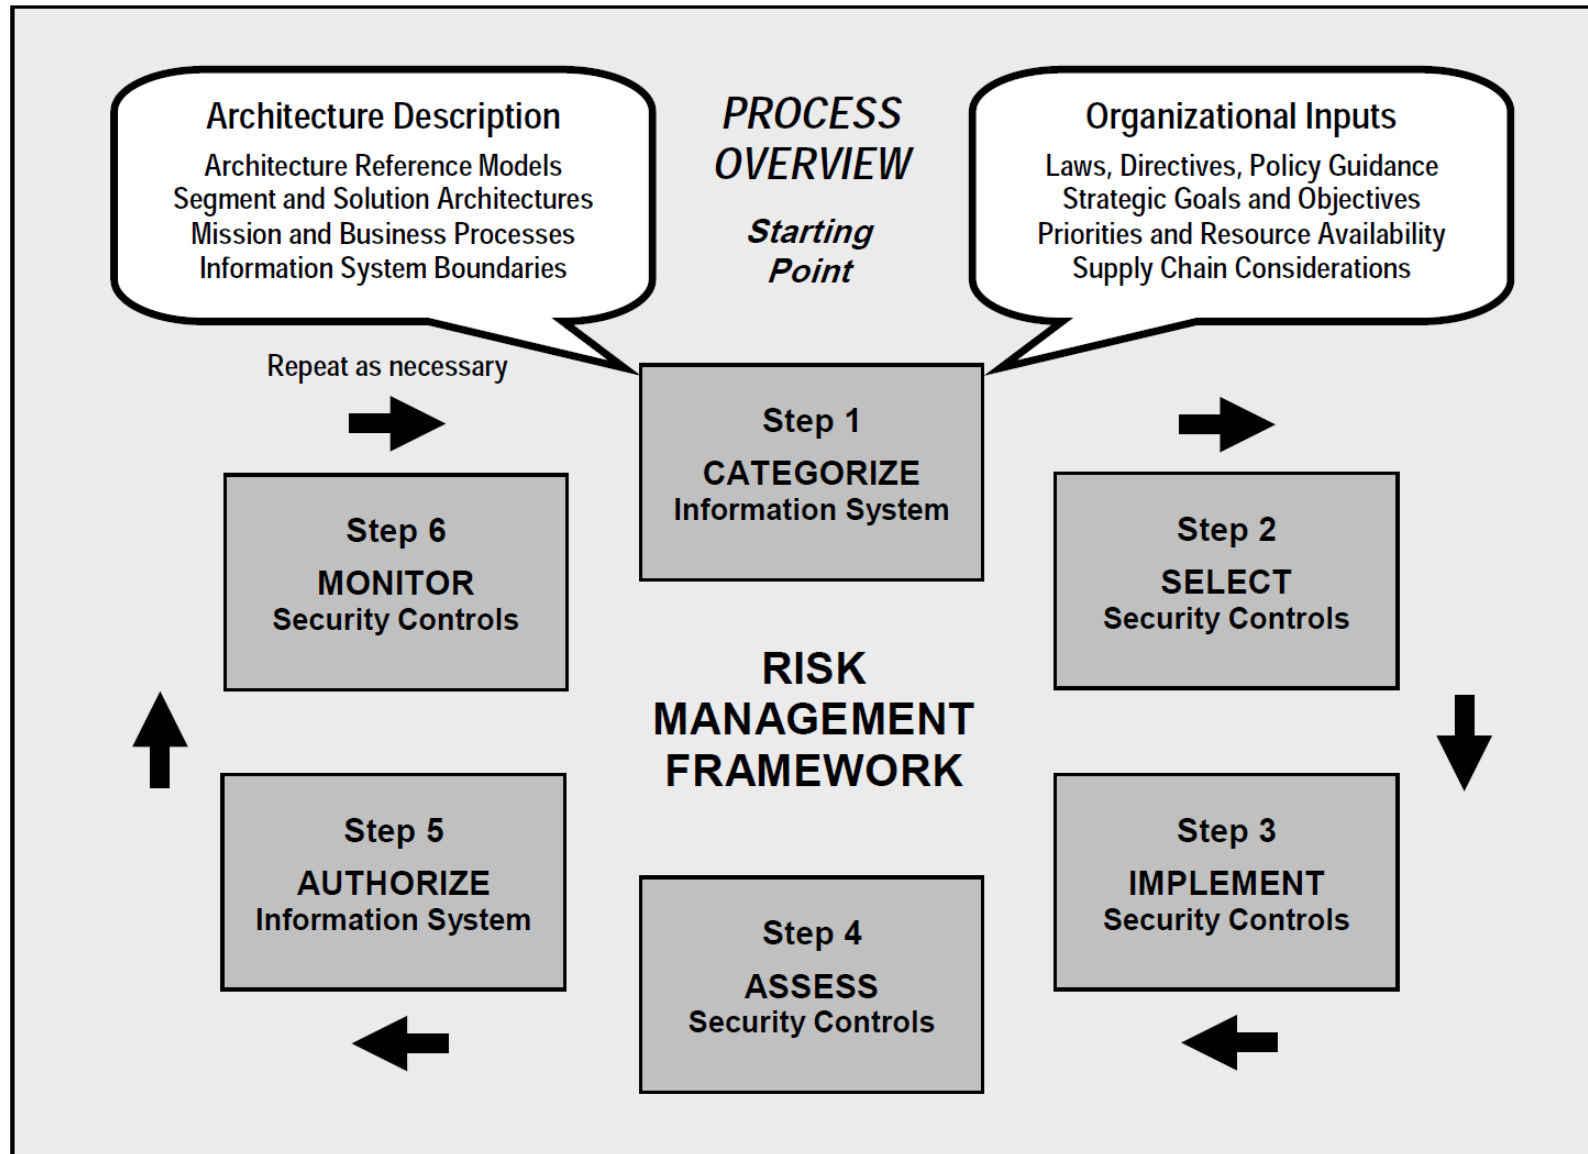 Architecture Description
Architecture Reference Models
Segment and Solution Architectures
Mission and Business Processes
Information System Boundaries
PROCESS
OVERVIEW
Starting
Point
Organizational Inputs
Laws, Directives, Policy Guidance
Strategic Goals and Objectives
Priorities and Resource Availability
Supply Chain Considerations
Repeat as necessary
Step 1
CATEGORIZE
Information System
Step 2
SELECT
Security Controls
Step 3
IMPLEMENT
Security Controls
Step 4
ASSESS
Security Controls
Step 5
AUTHORIZE
Information System
Step 6
MONITOR
Security Controls
RISK
MANAGEMENT
FRAMEWORK